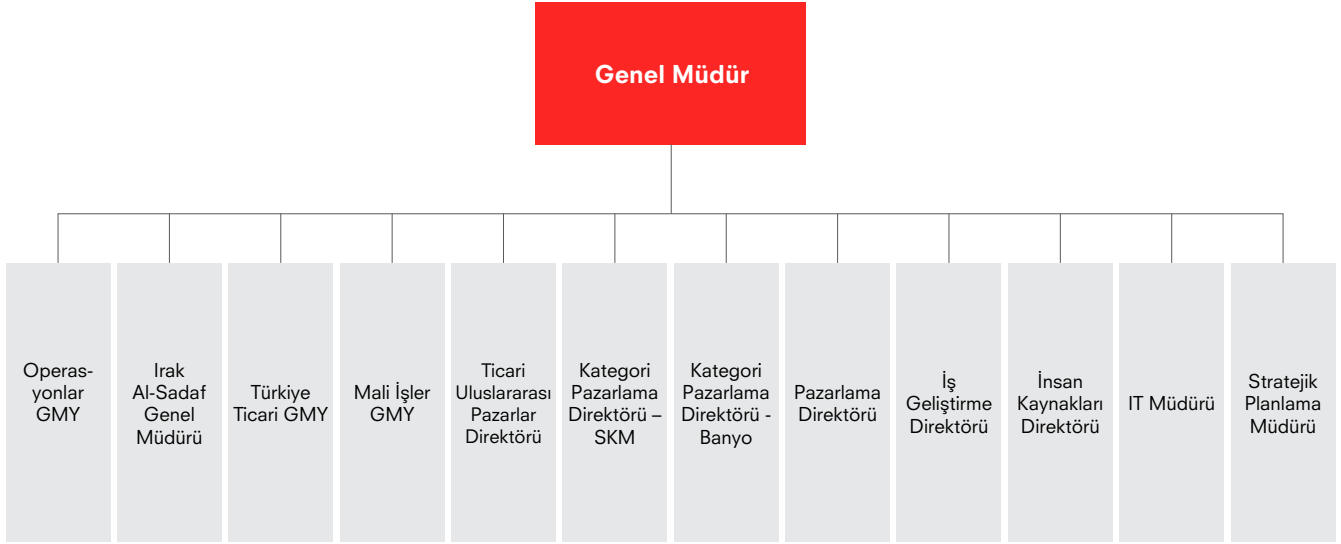 Genel Müdür
Operas-
yonlar
GMY
Irak
Al-Sadaf
Genel
Müdürü
Türkiye
Ticari GMY
Mali İşler
GMY
Ticari
Uluslararası
Pazarlar
Direktörü
Kategori
Pazarlama
Direktörü –
SKM
Kategori
Pazarlama
Direktörü -
Banyo
Pazarlama
Direktörü
İş
Geliştirme
Direktörü
İnsan
Kaynakları
Direktörü
IT Müdürü
Stratejik
Planlama
Müdürü